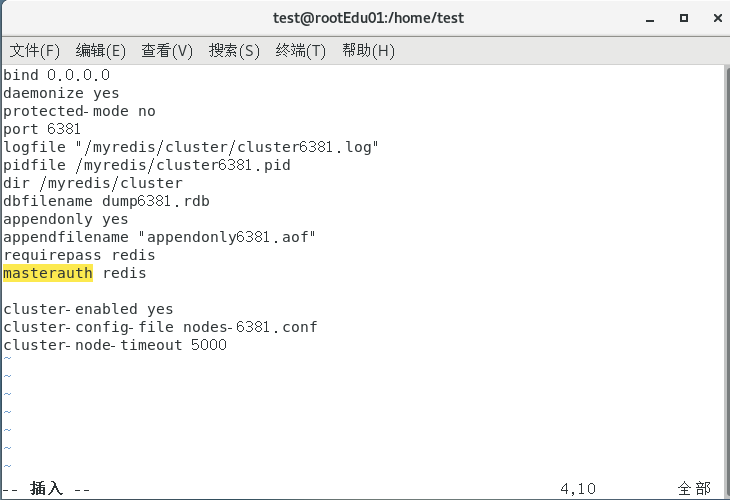 test@rootEdu01:/home/test
文件(F) 编辑(E) 查看(V) 搜索(S) 终端(T) 帮助(H)
bind 0.0.0.0
daemonize yes
protected-mode no
port 6381
logfile "/myredis/cluster/cluster6381.log"
pidfile /myredis/cluster6381.pid
dir /myredis/cluster
dbfilename dump6381.rdb
appendonly yes
appendfilename "appendonly6381.aof"
requirepass redis
masterauth redis
cluster-enabled yes
cluster-config-file nodes-6381.conf
cluster-node-timeout 5000
~
~
~
~
~
~
~
-- 插入 -- 4,10 全部